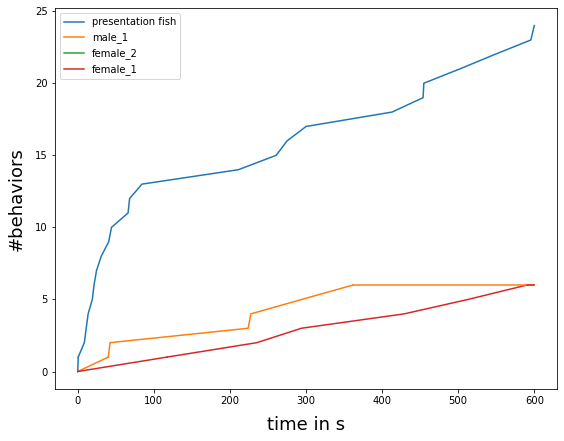 presentation fish
male_1
female_2
female_1
25
20
15
10
5
0
#behaviors
0 100 200 300 400 500 600
time in s